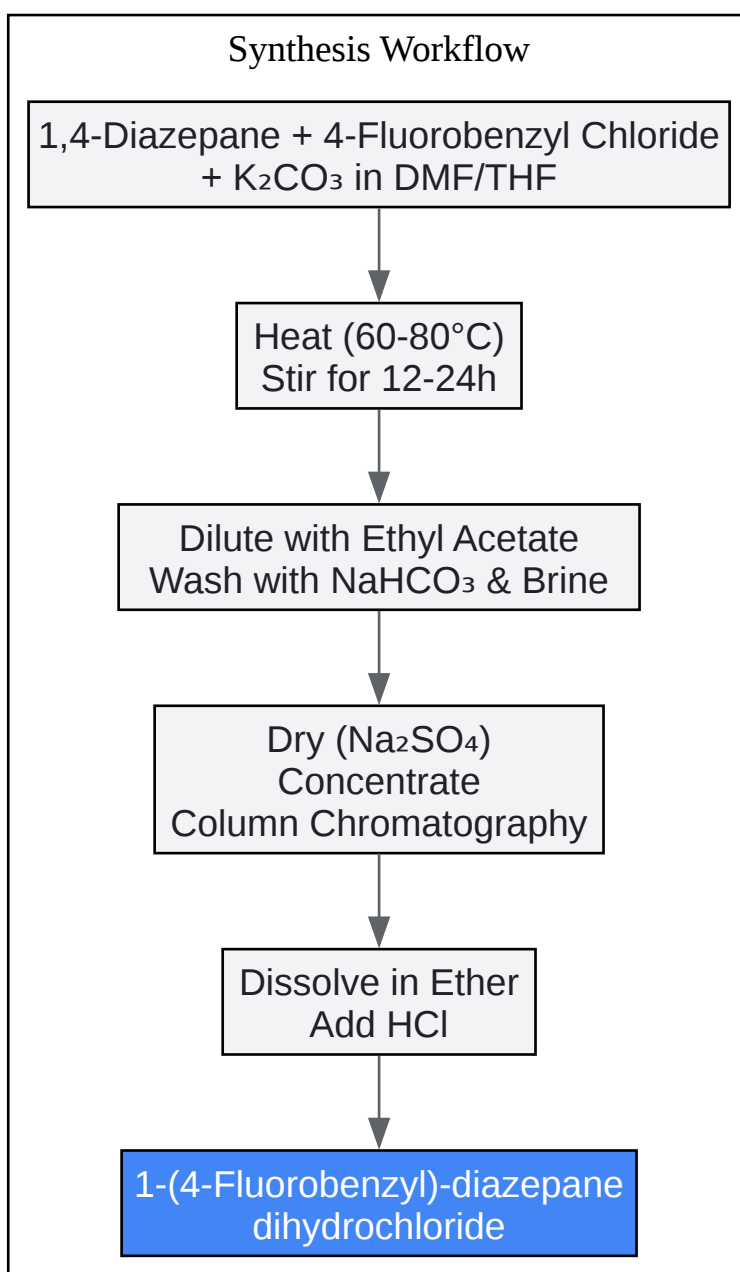 Synthesis Workflow
1,4-Diazepane + 4-Fluorobenzyl Chloride
+ K₂CO₃ in DMF/THF
Heat (60-80°C)
Stir for 12-24h
Dilute with Ethyl Acetate
Wash with NaHCO₃ & Brine
Dry (Na₂SO₄)
Concentrate
Column Chromatography
Dissolve in Ether
Add HCl
1-(4-Fluorobenzyl)-diazepane
dihydrochloride